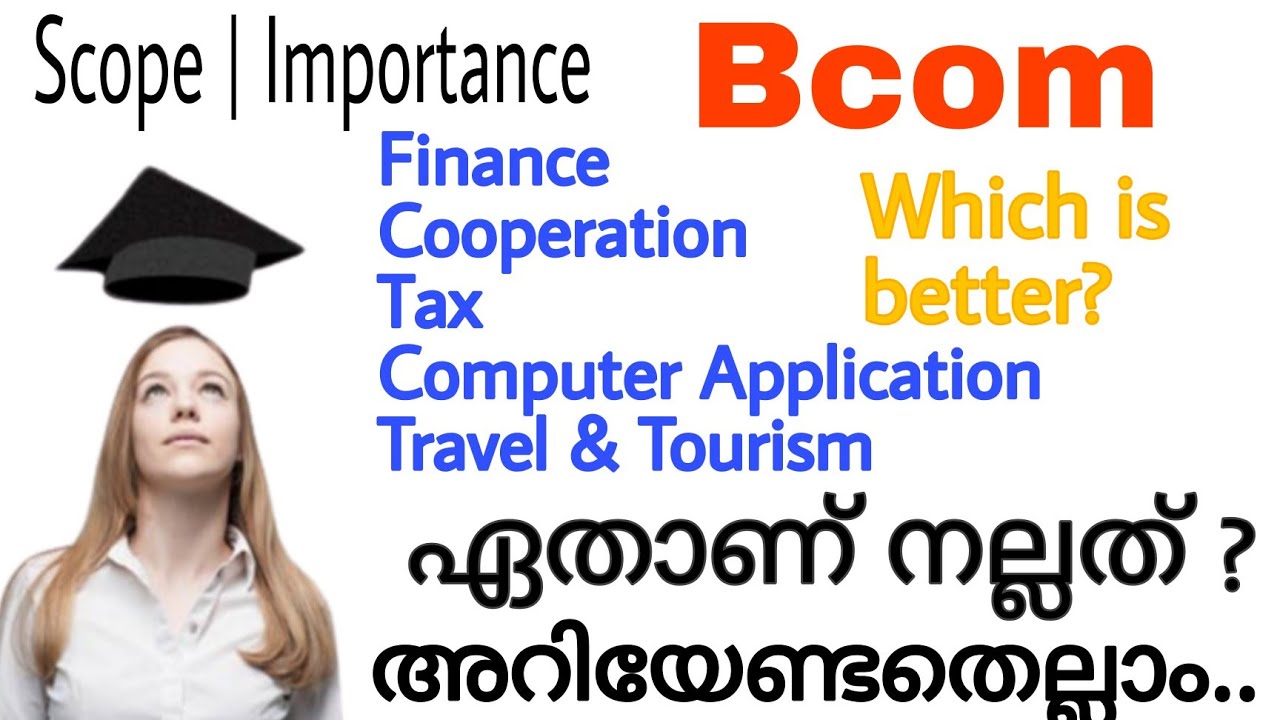 Scope | Importance
Bcom
Finance
Cooperation
Tax
Computer Application
Travel & Tourism
Which is
better?
ഏതാണ് നല്ലത് ?
അറിയേണ്ടതെല്ലാം..